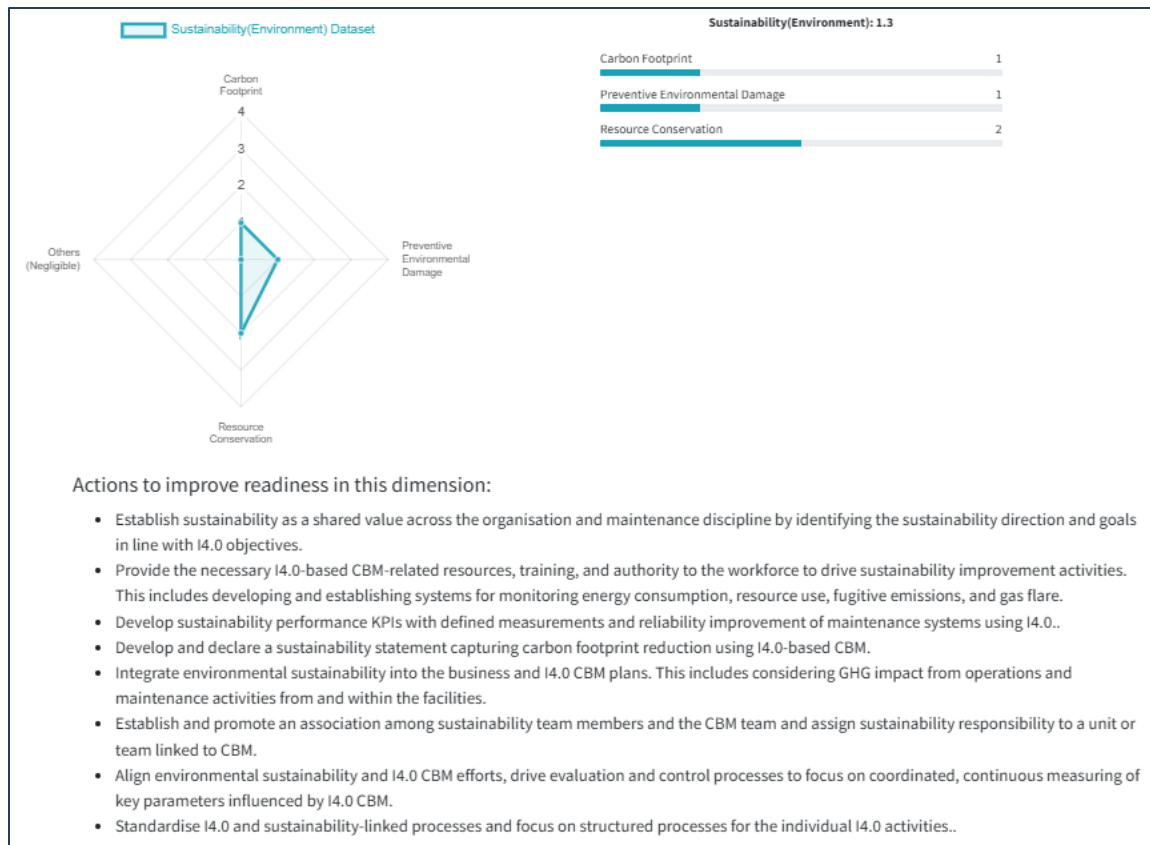 Sustainability(Environment) Dataset
Sustainability(Environment): 1.3
Carbon
Footprint
4
3
2
1
Others
(Negligible)
Preventive
Environmental
Damage
Resource
Conservation
Carbon Footprint 1
Preventive Environmental Damage 1
Resource Conservation 2
Actions to improve readiness in this dimension:
• Establish sustainability as a shared value across the organisation and maintenance discipline by identifying the sustainability direction and goals
in line with I4.0 objectives.
• Provide the necessary I4.0-based CBM-related resources, training, and authority to the workforce to drive sustainability improvement activities.
This includes developing and establishing systems for monitoring energy consumption, resource use, fugitive emissions, and gas flare.
• Develop sustainability performance KPIs with defined measurements and reliability improvement of maintenance systems using I4.0..
• Develop and declare a sustainability statement capturing carbon footprint reduction using I4.0-based CBM.
• Integrate environmental sustainability into the business and I4.0 CBM plans. This includes considering GHG impact from operations and
maintenance activities from and within the facilities.
• Establish and promote an association among sustainability team members and the CBM team and assign sustainability responsibility to a unit or
team linked to CBM.
• Align environmental sustainability and I4.0 CBM efforts, drive evaluation and control processes to focus on coordinated, continuous measuring of
key parameters influenced by I4.0 CBM.
• Standardise I4.0 and sustainability-linked processes and focus on structured processes for the individual I4.0 activities..